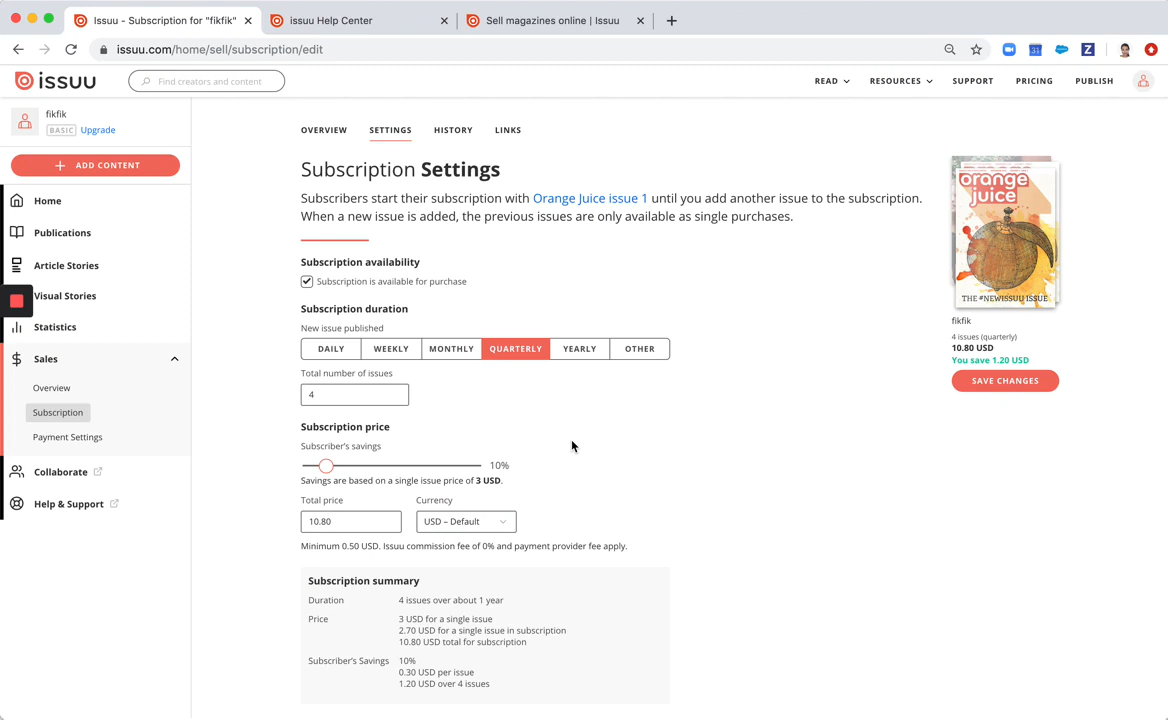 Issuu - Subscription for "fikfik"
issuu Help Center
Sell magazines online | Issuu
issuu.com/home/sell/subscription/edit
issuu
Find creators and content
READ
RESOURCES
SUPPORT
PRICING
PUBLISH
fikfik
BASIC Upgrade
ADD CONTENT
Home
Publications
Article Stories
Visual Stories
Statistics
Sales
Overview
Subscription
Payment Settings
Collaborate
Help & Support
OVERVIEW
SETTINGS
HISTORY
LINKS
Subscription Settings
Subscribers start their subscription with Orange Juice issue 1 until you add another issue to the subscription.
When a new issue is added, the previous issues are only available as single purchases.
Subscription availability
Subscription is available for purchase
Subscription duration
New issue published
DAILY
WEEKLY
MONTHLY
QUARTERLY
YEARLY
OTHER
Total number of issues
4
Subscription price
Subscriber's savings
10%
Savings are based on a single issue price of 3 USD.
Total price
Currency
10.80
USD – Default
Minimum 0.50 USD. Issuu commission fee of 0% and payment provider fee apply.
Subscription summary
Duration 4 issues over about 1 year
Price 3 USD for a single issue
2.70 USD for a single issue in subscription
10.80 USD total for subscription
Subscriber's Savings 10%
0.30 USD per issue
1.20 USD over 4 issues
orange
juice
THE #NEWISSUU ISSUE
fikfik
4 issues (quarterly)
10.80 USD
You save 1.20 USD
SAVE CHANGES